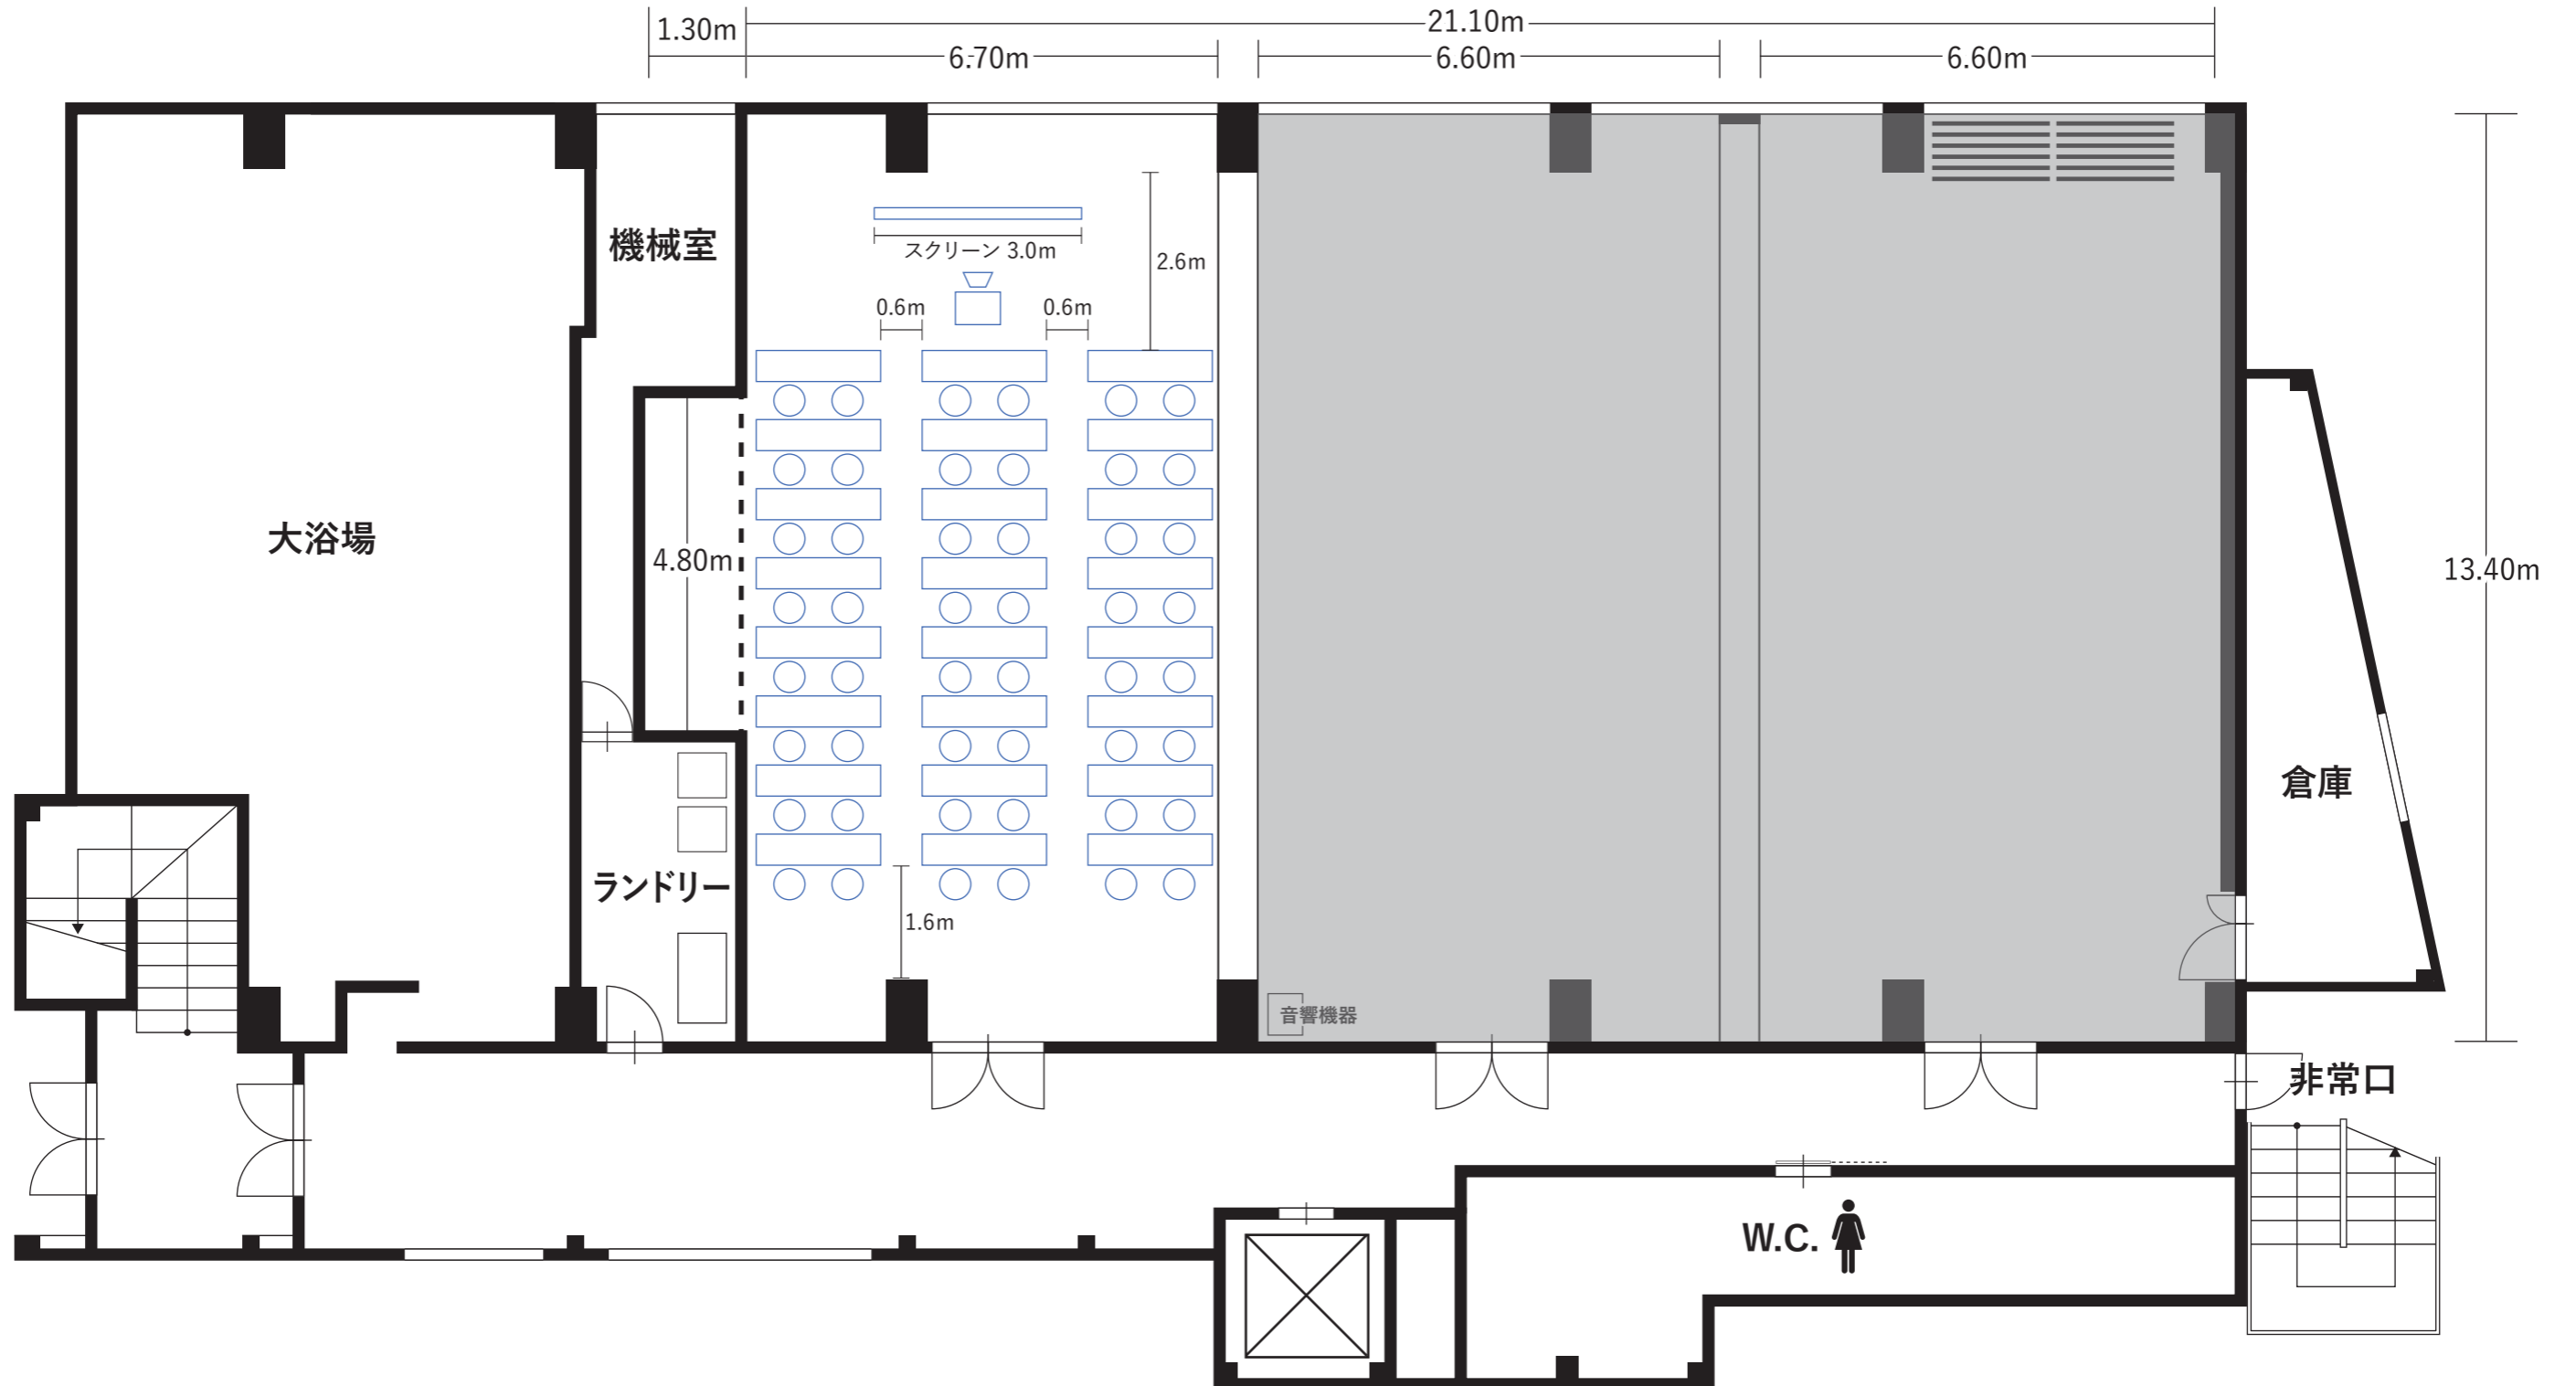 21.10m
1.30m
6.70m
6.60m
6.60m
機械室
スクリーン 3.0m
2.6m
0.6m
0.6m
大浴場
4.80m
13.40m
倉庫
ランドリー
1.6m
音響機器
非常口
W.C.